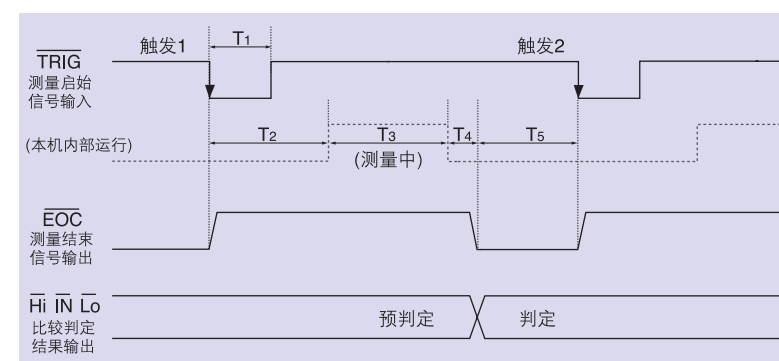 触发1
T1
触发2
TRIG
测量启始
信号输入
(本机内部运行)
T2
T3
T4
T5
(测量中)
EOC
测量结束
信号输出
Hi IN Lo
比较判定
结果输出
预判定
判定